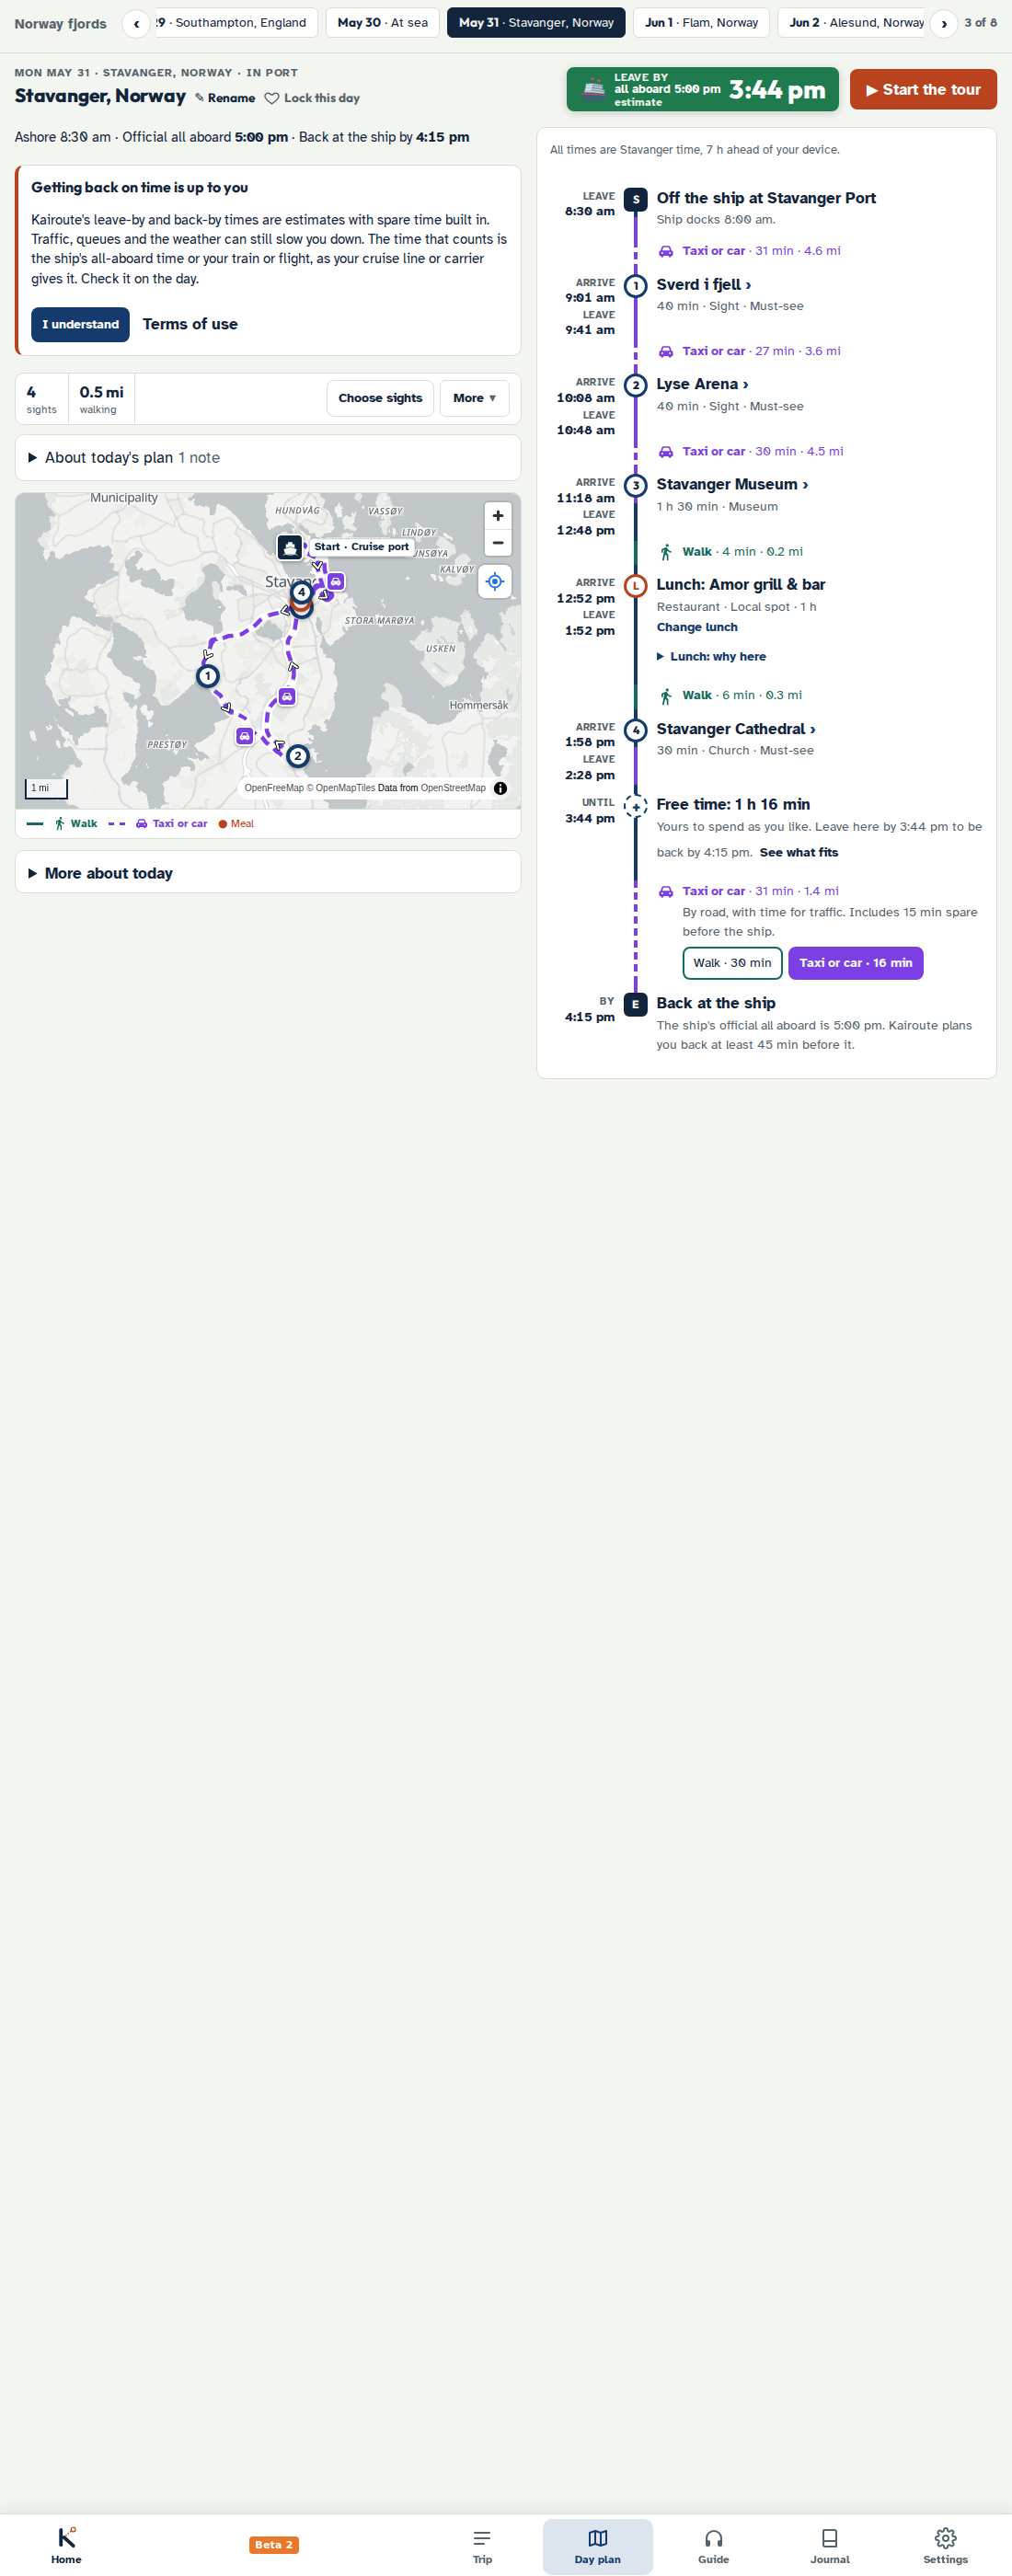 Norway fjords
‹
29 · Southampton, England
May 30 · At sea
May 31 · Stavanger, Norway
Jun 1 · Flam, Norway
Jun 2 · Alesund, Norway
›
3 of 8
MON MAY 31 · STAVANGER, NORWAY · IN PORT
Stavanger, Norway ✎ Rename Lock this day
LEAVE BY
all aboard 5:00 pm
estimate
3:44 pm
▶ Start the tour
Ashore 8:30 am · Official all aboard 5:00 pm · Back at the ship by 4:15 pm
Getting back on time is up to you
Kairoute's leave-by and back-by times are estimates with spare time built in.
Traffic, queues and the weather can still slow you down. The time that counts is
the ship's all-aboard time or your train or flight, as your cruise line or carrier
gives it. Check it on the day.
I understand
Terms of use
4
sights
0.5 mi
walking
Choose sights
More ▼
▶ About today's plan 1 note
Municipality
HUNDVÅG
VASSØY
LINDØY
KALVØY
STORA MARØYA
USKEN
Hommersåk
PRESTØY
Start · Cruise port
4
1
2
+
−
1 mi
OpenFreeMap © OpenMapTiles Data from OpenStreetMap
Walk
Taxi or car
Meal
▶ More about today
All times are Stavanger time, 7 h ahead of your device.
LEAVE
8:30 am
S
Off the ship at Stavanger Port
Ship docks 8:00 am.
Taxi or car · 31 min · 4.6 mi
ARRIVE
9:01 am
LEAVE
9:41 am
1
Sverd i fjell ›
40 min · Sight · Must-see
Taxi or car · 27 min · 3.6 mi
ARRIVE
10:08 am
LEAVE
10:48 am
2
Lyse Arena ›
40 min · Sight · Must-see
Taxi or car · 30 min · 4.5 mi
ARRIVE
11:18 am
LEAVE
12:48 pm
3
Stavanger Museum ›
1 h 30 min · Museum
Walk · 4 min · 0.2 mi
ARRIVE
12:52 pm
LEAVE
1:52 pm
L
Lunch: Amor grill & bar
Restaurant · Local spot · 1 h
Change lunch
▶ Lunch: why here
Walk · 6 min · 0.3 mi
ARRIVE
1:58 pm
LEAVE
2:28 pm
4
Stavanger Cathedral ›
30 min · Church · Must-see
UNTIL
3:44 pm
+
Free time: 1 h 16 min
Yours to spend as you like. Leave here by 3:44 pm to be
back by 4:15 pm. See what fits
Taxi or car · 31 min · 1.4 mi
By road, with time for traffic. Includes 15 min spare
before the ship.
Walk · 30 min
Taxi or car · 16 min
BY
4:15 pm
E
Back at the ship
The ship's official all aboard is 5:00 pm. Kairoute plans
you back at least 45 min before it.
Home
Beta 2
Trip
Day plan
Guide
Journal
Settings